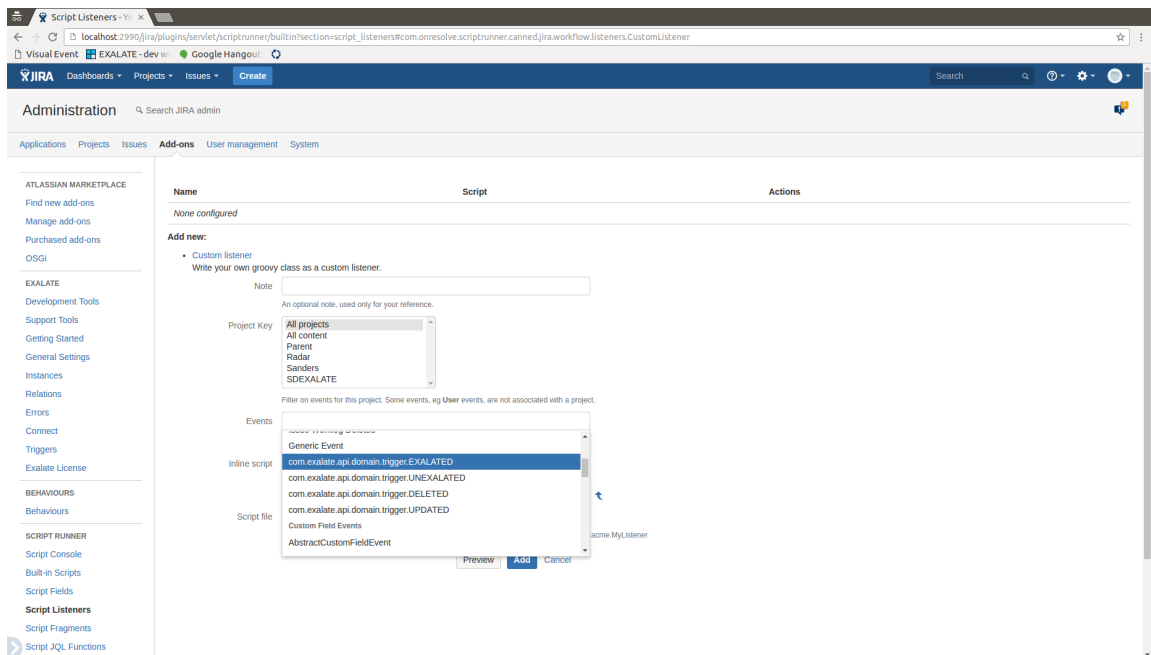 Script Listeners - Yo
localhost:2990/jira/plugins/servlet/scriptrunner/builtin?section=script_listeners#com.onresolve.scriptrunner.canned.jira.workflow.listeners.CustomListener
Visual Event EXALATE - dev w Google Hangout
JIRA Dashboards Projects Issues Create Search
Administration Search JIRA admin
Applications Projects Issues Add-ons User management System
ATLASSIAN MARKETPLACE
Find new add-ons
Manage add-ons
Purchased add-ons
OSGi
EXALATE
Development Tools
Support Tools
Getting Started
General Settings
Instances
Relations
Errors
Connect
Triggers
Exalate License
BEHAVIOURS
Behaviours
SCRIPT RUNNER
Script Console
Built-in Scripts
Script Fields
Script Listeners
Script Fragments
Script JQL Functions
Name Script Actions
None configured
Add new:
• Custom listener
Write your own groovy class as a custom listener.
Note
An optional note, used only for your reference.
Project Key
All projects
All content
Parent
Radar
Sanders
SDEXALATE
Filter on events for this project. Some events, eg User events, are not associated with a project.
Events
Issue Worklog Deleted
Generic Event
Inline script
com.exalate.api.domain.trigger.EXALATED
com.exalate.api.domain.trigger.UNEXALATED
com.exalate.api.domain.trigger.DELETED
com.exalate.api.domain.trigger.UPDATED
Script file
Custom Field Events
AbstractCustomFieldEvent
acme.MyListener
Preview Add Cancel